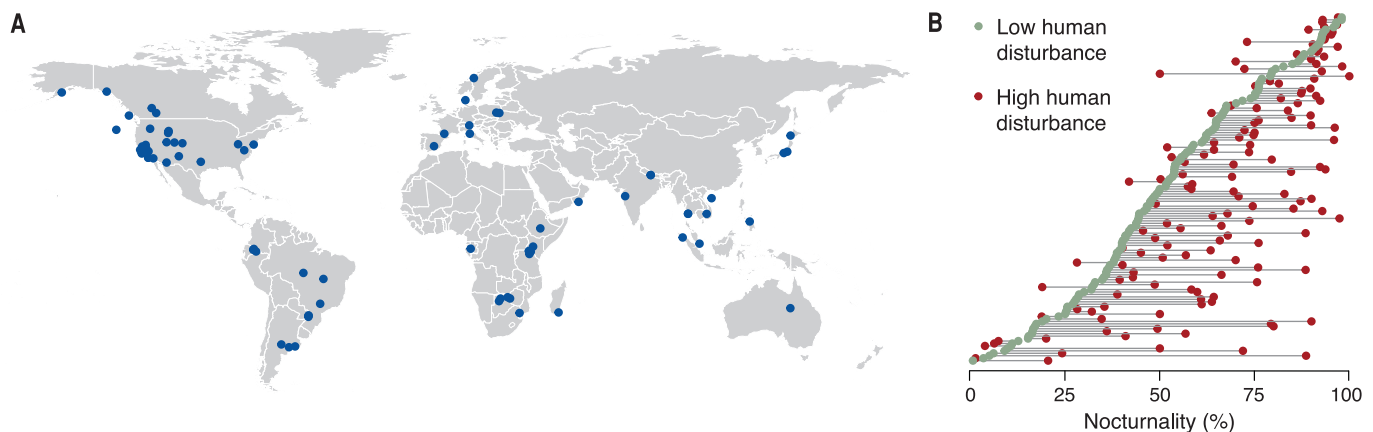 A
B
Low human
disturbance
High human
disturbance
0 25 50 75 100
Nocturnality (%)